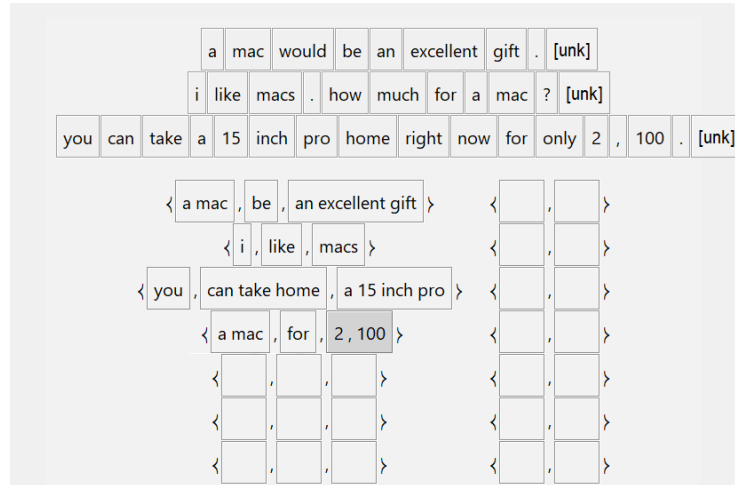 a mac would be an excellent gift . [unk]
i like macs . how much for a mac ? [unk]
you can take a 15 inch pro home right now for only 2 , 100 . [unk]
{ a mac , be , an excellent gift } { , }
{ i , like , macs } { , }
{ you , can take home , a 15 inch pro } { , }
{ a mac , for , 2 , 100 } { , }
{ , , } { , }
{ , , } { , }
{ , , } { , }